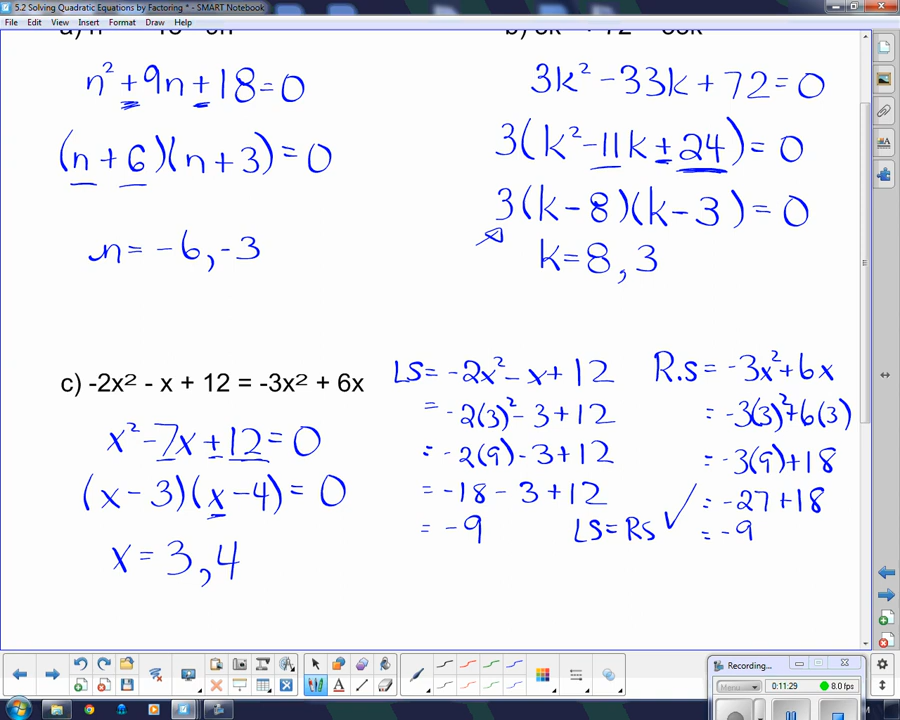 5.2 Solving Quadratic Equations by Factoring * - SMART Notebook
File Edit View Insert Format Draw Help
n² + 9n + 18 = 0
(n + 6)(n + 3) = 0
n = -6, -3
3k² - 33k + 72 = 0
3(k² - 11k + 24) = 0
3(k - 8)(k - 3) = 0
k = 8, 3
c) -2x² - x + 12 = -3x² + 6x
x² - 7x + 12 = 0
(x - 3)(x - 4) = 0
x = 3, 4
LS = -2x² - x + 12
= -2(3)² - 3 + 12
= -2(9) - 3 + 12
= -18 - 3 + 12
= -9
LS = RS ✓
R.S = -3x² + 6x
= -3(3)² + 6(3)
= -3(9) + 18
= -27 + 18
= -9
Recording...
Menu
0:11:29
8.0 fps